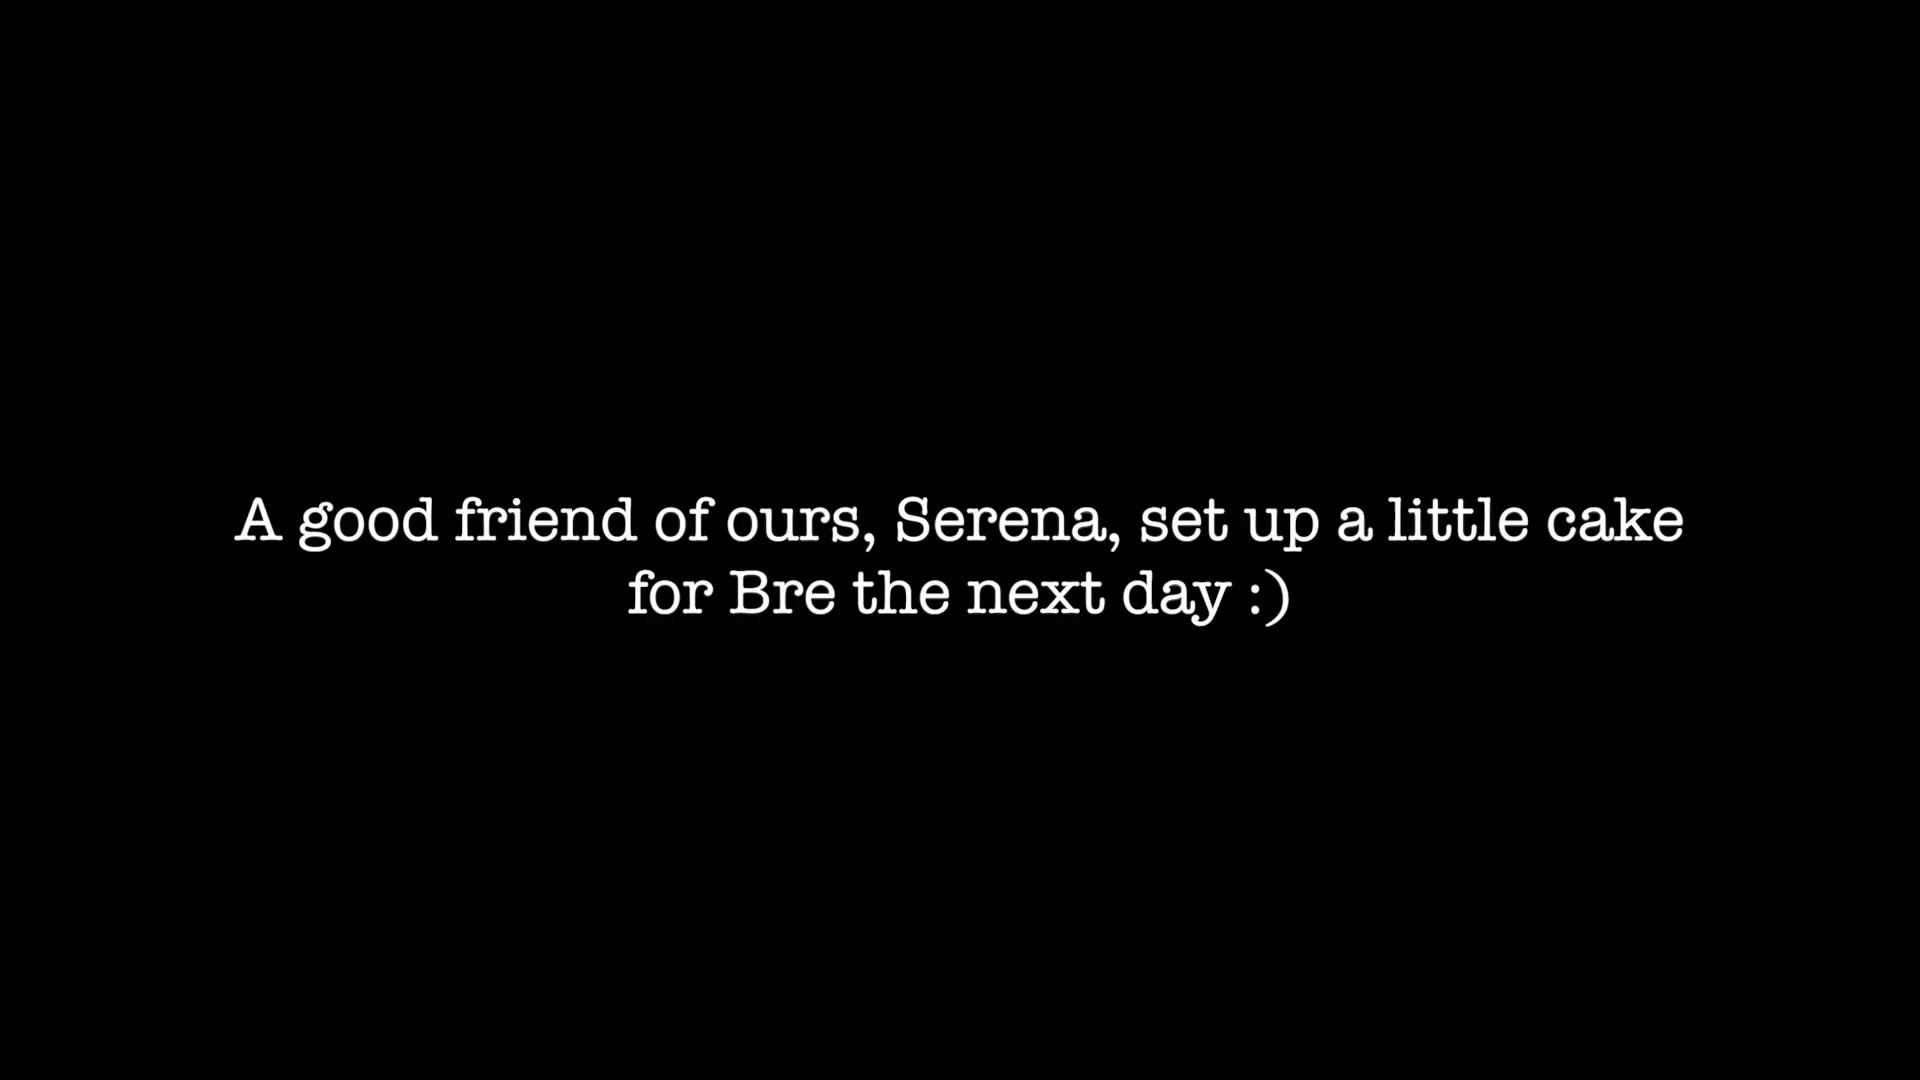 A good friend of ours, Serena, set up a little cake
for Bre the next day :)